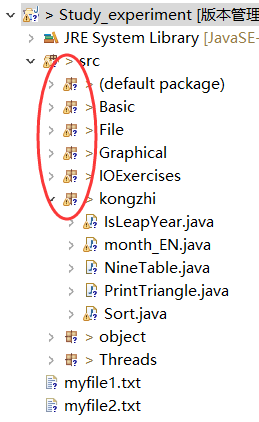 > Study_experiment [版本管理
JRE System Library [JavaSE-
> src
> (default package)
> Basic
> File
> Graphical
> IOExercises
> kongzhi
IsLeapYear.java
month_EN.java
NineTable.java
PrintTriangle.java
Sort.java
> object
> Threads
myfile1.txt
myfile2.txt